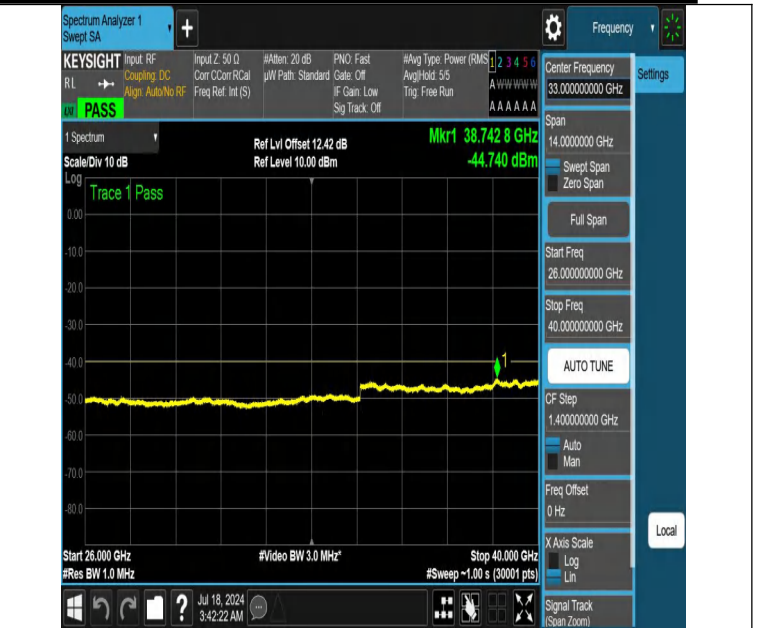 Spectrum Analyzer 1
Swept SA
+
Frequency
KEYSIGHT
RL
PASS
Input: RF
Coupling: DC
Align: Auto/No RF
Input Z: 50 Ω
Corr CCorr RCal
Freq Ref: Int (S)
#Atten: 20 dB
µW Path: Standard
PNO: Fast
Gate: Off
IF Gain: Low
Sig Track: Off
#Avg Type: Power (RMS
Avg|Hold: 5/5
Trig: Free Run
1 2 3 4 5 6
A W W W W W
A A A A A A
1 Spectrum
Scale/Div 10 dB
Ref Lvl Offset 12.42 dB
Ref Level 10.00 dBm
Mkr1 38.742 8 GHz
-44.740 dBm
Log
Trace 1 Pass
0.00
-10.0
-20.0
-30.0
-40.0
-50.0
-60.0
-70.0
-80.0
1
Start 26.000 GHz
#Res BW 1.0 MHz
#Video BW 3.0 MHz*
Stop 40.000 GHz
#Sweep ~1.00 s (30001 pts)
Center Frequency
33.000000000 GHz
Settings
Span
14.0000000 GHz
Swept Span
Zero Span
Full Span
Start Freq
26.000000000 GHz
Stop Freq
40.000000000 GHz
AUTO TUNE
CF Step
1.400000000 GHz
Auto
Man
Freq Offset
0 Hz
X Axis Scale
Log
Lin
Signal Track
(Span Zoom)
Local
?
Jul 18, 2024
3:42:22 AM